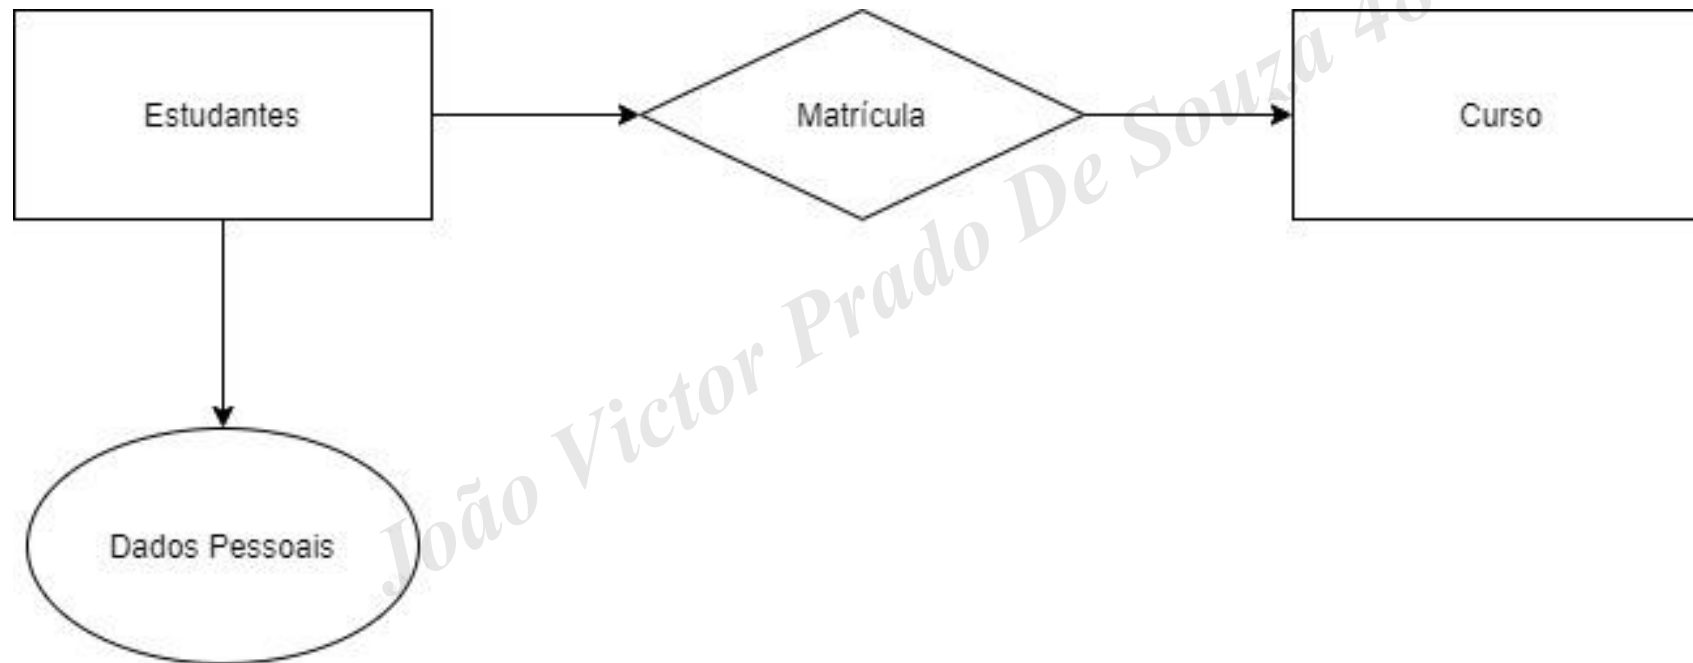 Estudantes
Matrícula
Curso
Dados Pessoais
João Victor Prado De Souza